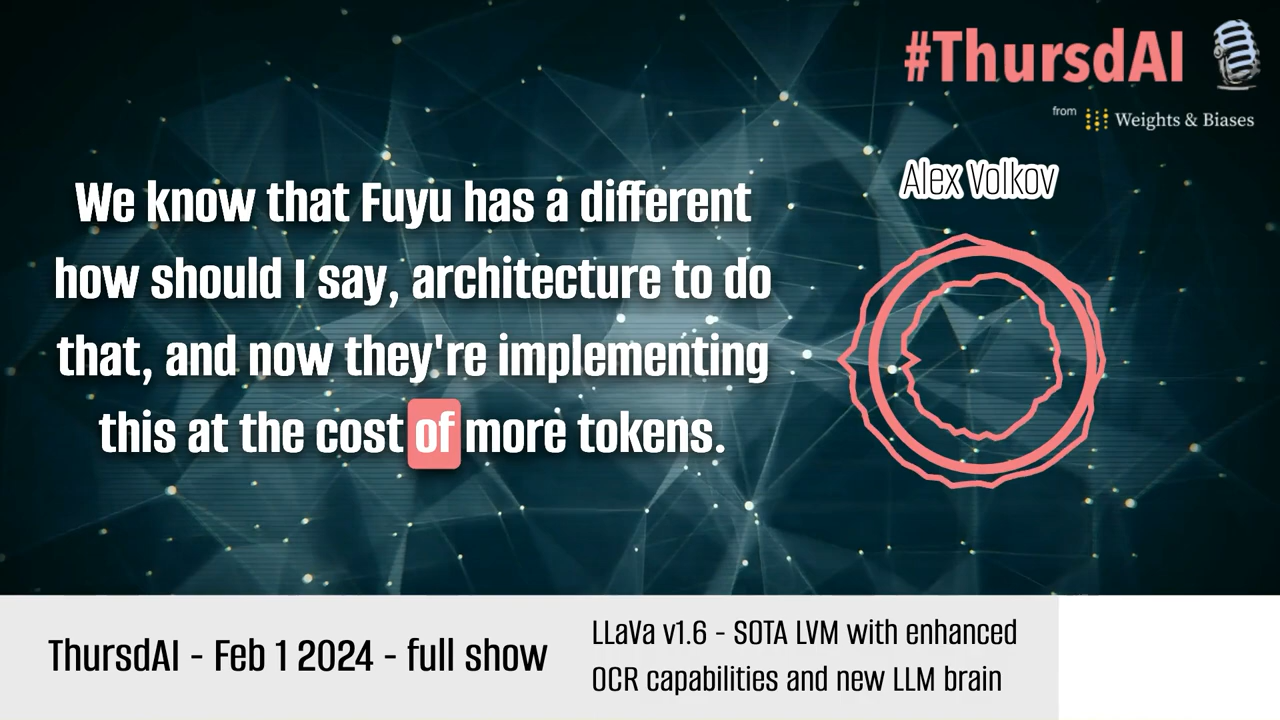 #ThursdAI
from Weights & Biases
Alex Volkov
We know that Fuyu has a different
how should I say, architecture to do
that, and now they're implementing
this at the cost of more tokens.
ThursdAI - Feb 1 2024 - full show
LLaVa v1.6 - SOTA LVM with enhanced
OCR capabilities and new LLM brain